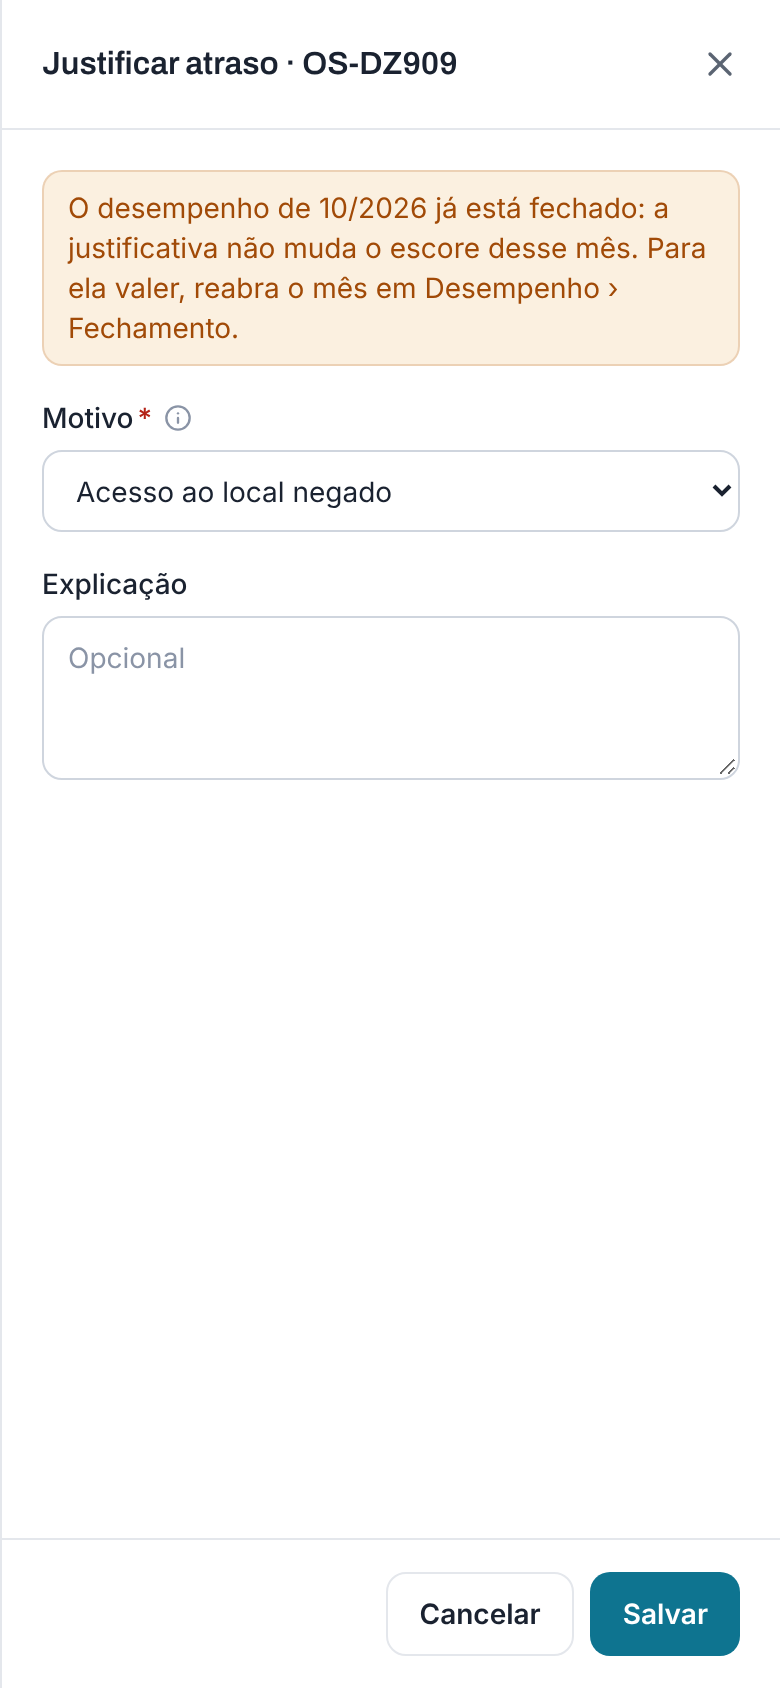 Justificar atraso · OS-DZ909
O desempenho de 10/2026 já está fechado: a
justificativa não muda o escore desse mês. Para
ela valer, reabra o mês em Desempenho ›
Fechamento.
Motivo *
Acesso ao local negado
Explicação
Opcional
Cancelar
Salvar